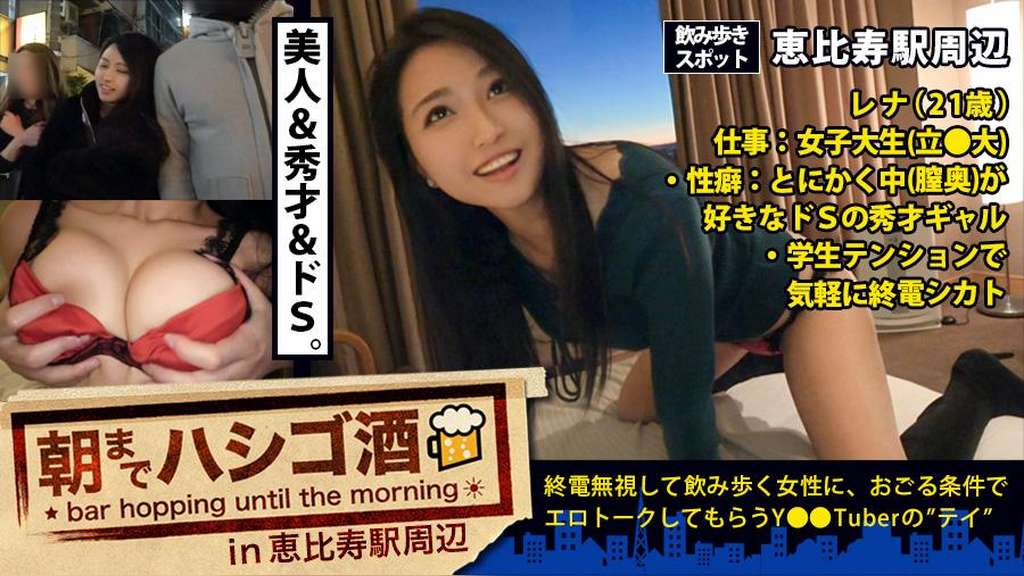 美人&秀才&ドS。
飲み歩き
スポット
恵比寿駅周辺
レナ（21歳）
仕事：女子大生(立●大)
・性癖：とにかく中(膣奥)が
好きなドSの秀才ギャル
・学生テンションで
気軽に終電シカト
朝までハシゴ酒
★ bar hopping until the morning☀
in 恵比寿駅周辺
終電無視して飲み歩く女性に、おごる条件で
エロトークしてもらうY●●Tuberの”テイ”